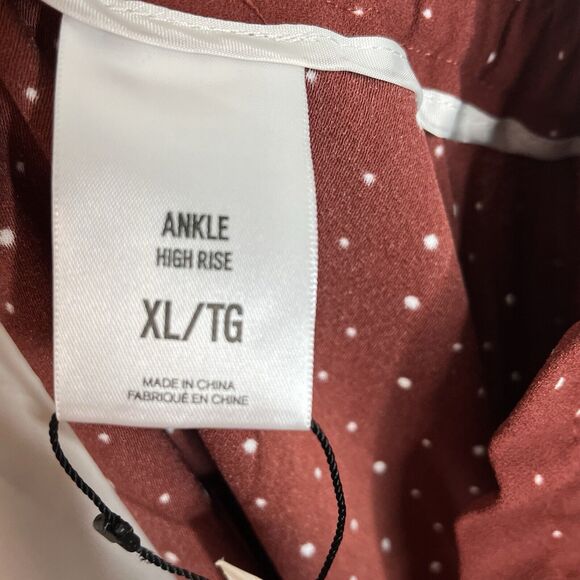 ANKLE
HIGH RISE
XL/TG
MADE IN CHINA
FABRIQUÉ EN CHINE